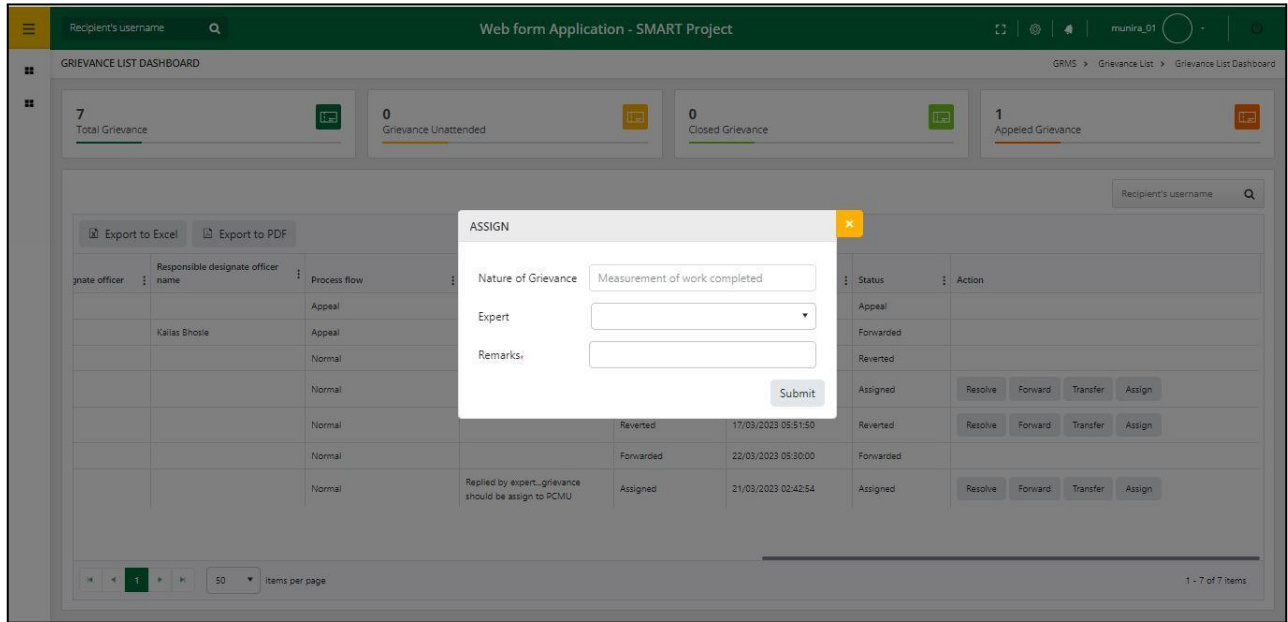 Recipient's username
Web form Application - SMART Project
munira_01
GRIEVANCE LIST DASHBOARD
GRMS > Grievance List > Grievance List Dashboard
7
Total Grievance
0
Grievance Unattended
0
Closed Grievance
1
Appeled Grievance
Recipient's username
Export to Excel
Export to PDF
gnate officer
Responsible designate officer
name
Process flow
Status
Action
Appeal
Appeal
Kailas Bhosle
Appeal
Forwarded
Normal
Reverted
Normal
Assigned
Resolve Forward Transfer Assign
Normal
Reverted
17/03/2023 05:51:50
Reverted
Resolve Forward Transfer Assign
Normal
Forwarded
22/03/2023 05:30:00
Forwarded
Normal
Replied by expert...grievance
should be assign to PCMU
Assigned
21/03/2023 02:42:54
Assigned
Resolve Forward Transfer Assign
1
50
items per page
1 - 7 of 7 items
ASSIGN
×
Nature of Grievance
Measurement of work completed
Expert
Remarks*
Submit